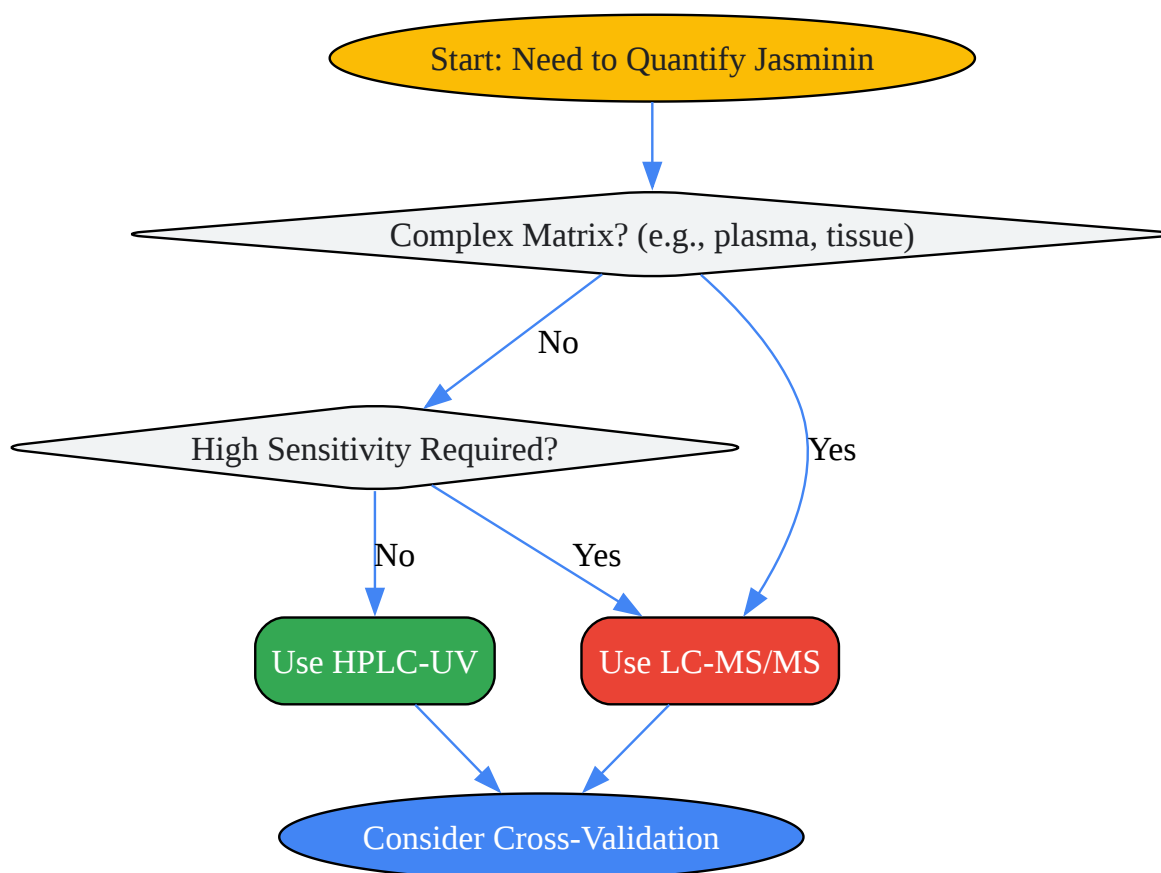 Start: Need to Quantify Jasminin
Complex Matrix? (e.g., plasma, tissue)
No
Yes
High Sensitivity Required?
No
Yes
Use HPLC-UV
Use LC-MS/MS
Consider Cross-Validation